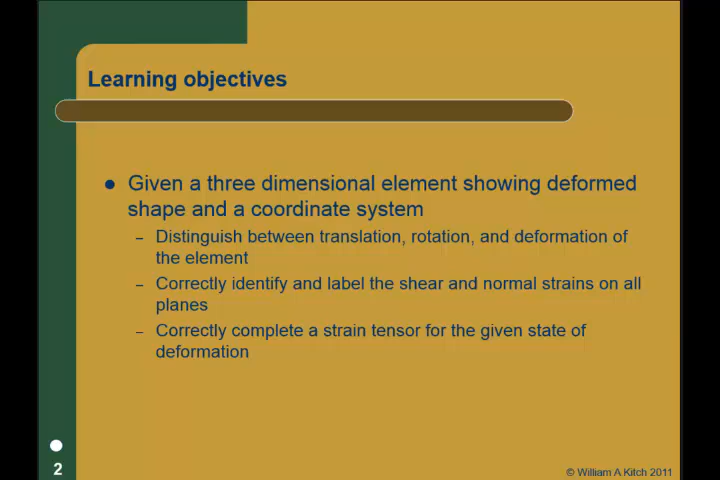 Learning objectives
● Given a three dimensional element showing deformed
shape and a coordinate system
– Distinguish between translation, rotation, and deformation of
the element
– Correctly identify and label the shear and normal strains on all
planes
– Correctly complete a strain tensor for the given state of
deformation
2
© William A Kitch 2011